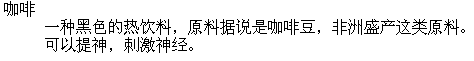 咖啡
一种黑色的热饮料，原料据说是咖啡豆，非洲盛产这类原料。
可以提神，刺激神经。